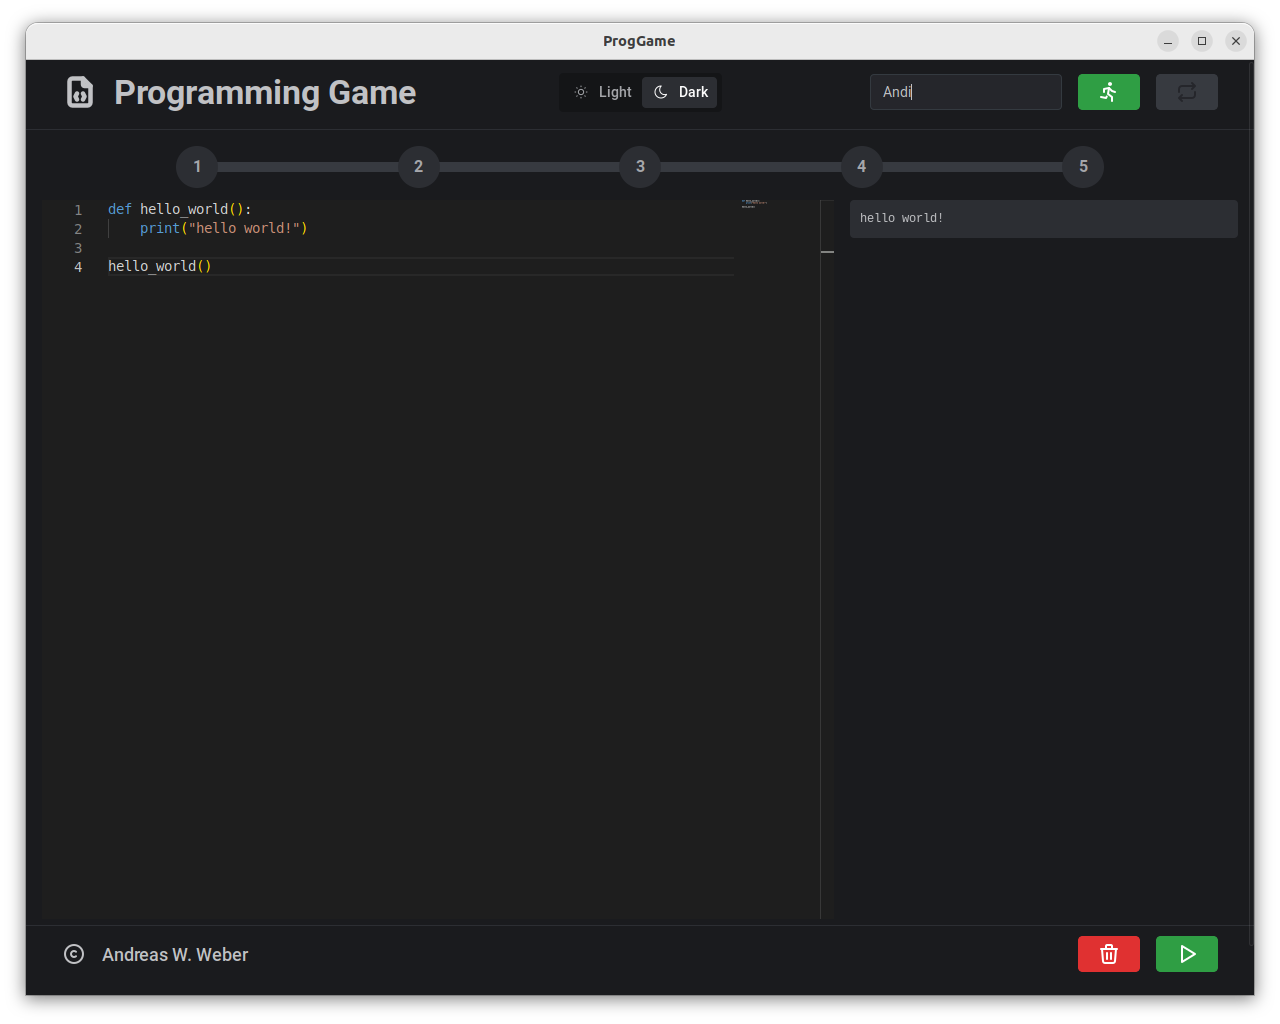 ProgGame
Programming Game
Light
Dark
Andi
1
2
3
4
5
1 def hello_world():
2     print("hello world!")
3
4 hello_world()
hello world!
Andreas W. Weber